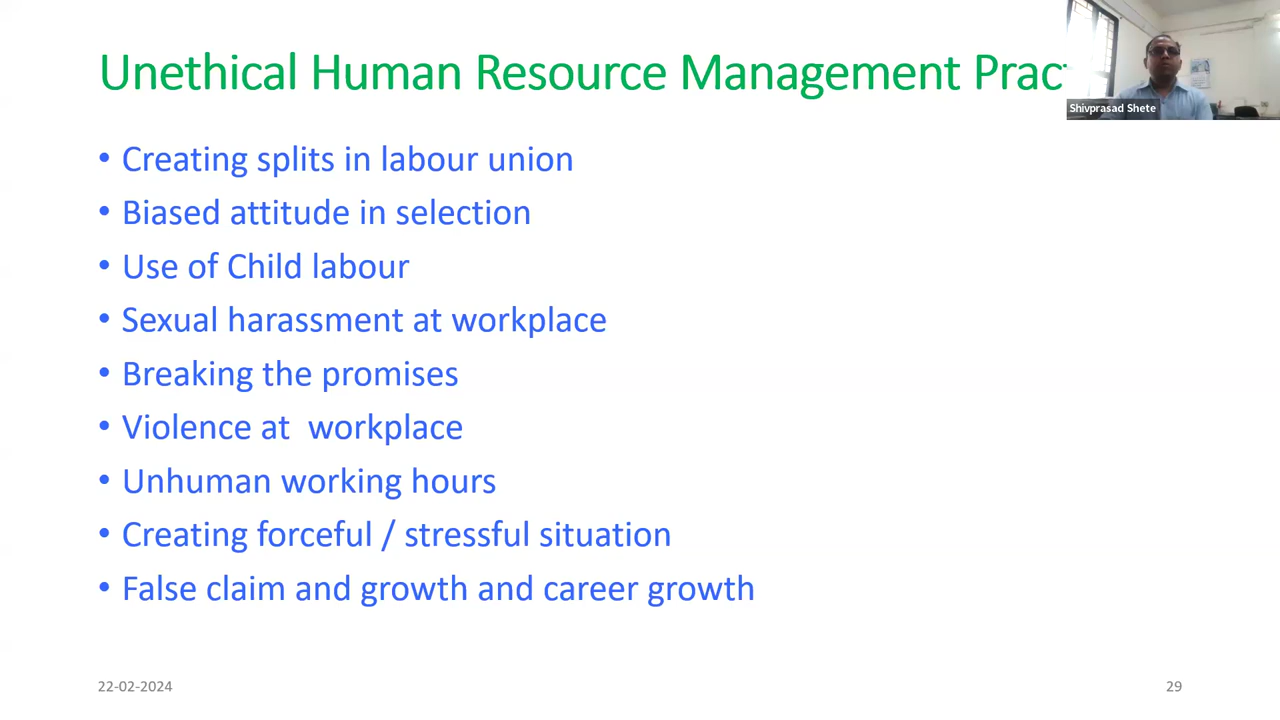 Unethical Human Resource Management Pract
Shivprasad Shete
• Creating splits in labour union
• Biased attitude in selection
• Use of Child labour
• Sexual harassment at workplace
• Breaking the promises
• Violence at  workplace
• Unhuman working hours
• Creating forceful / stressful situation
• False claim and growth and career growth
22-02-2024
29